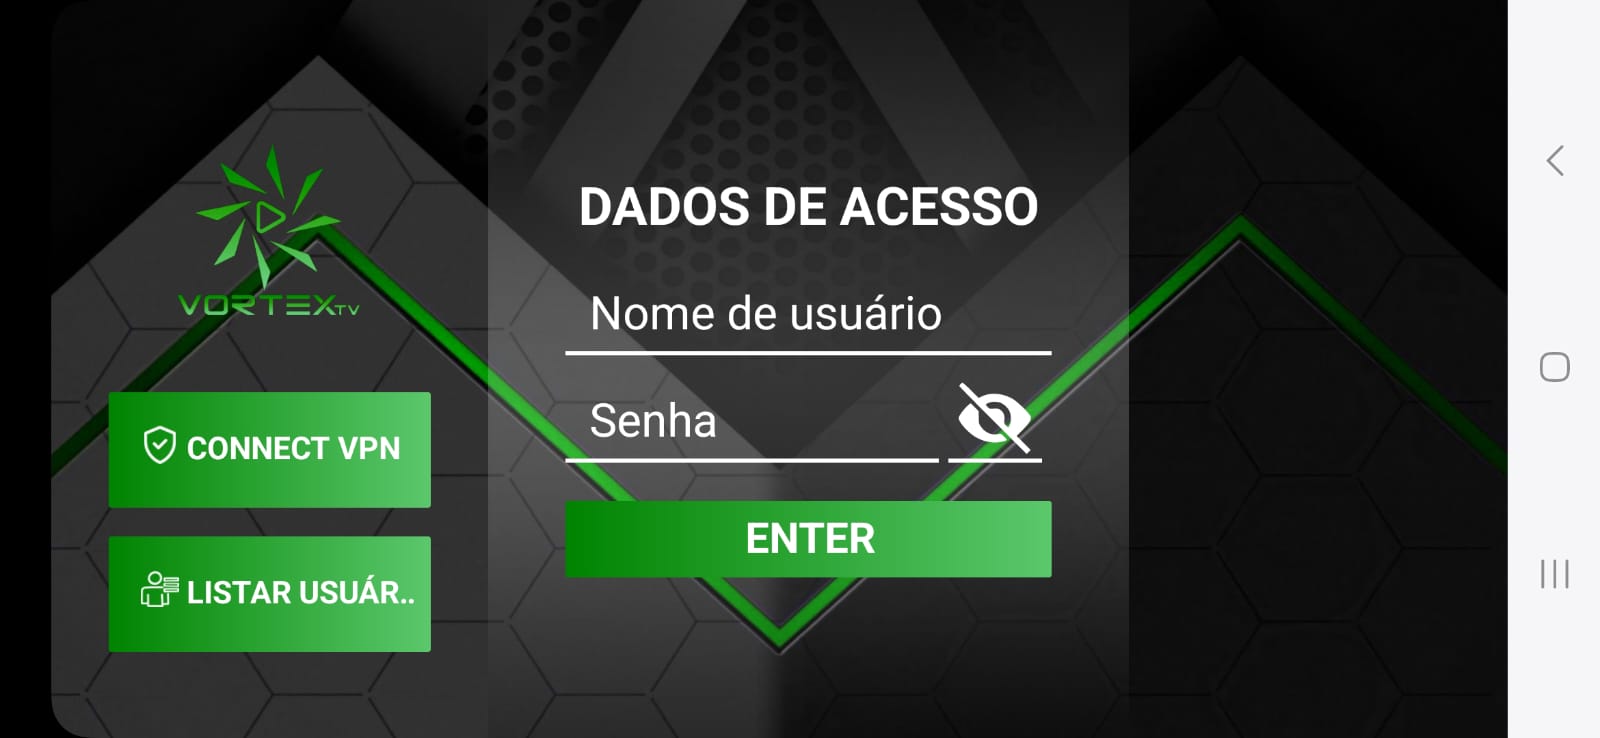 VORTEXTV
CONNECT VPN
LISTAR USUÁR..
DADOS DE ACESSO
Nome de usuário
Senha
ENTER